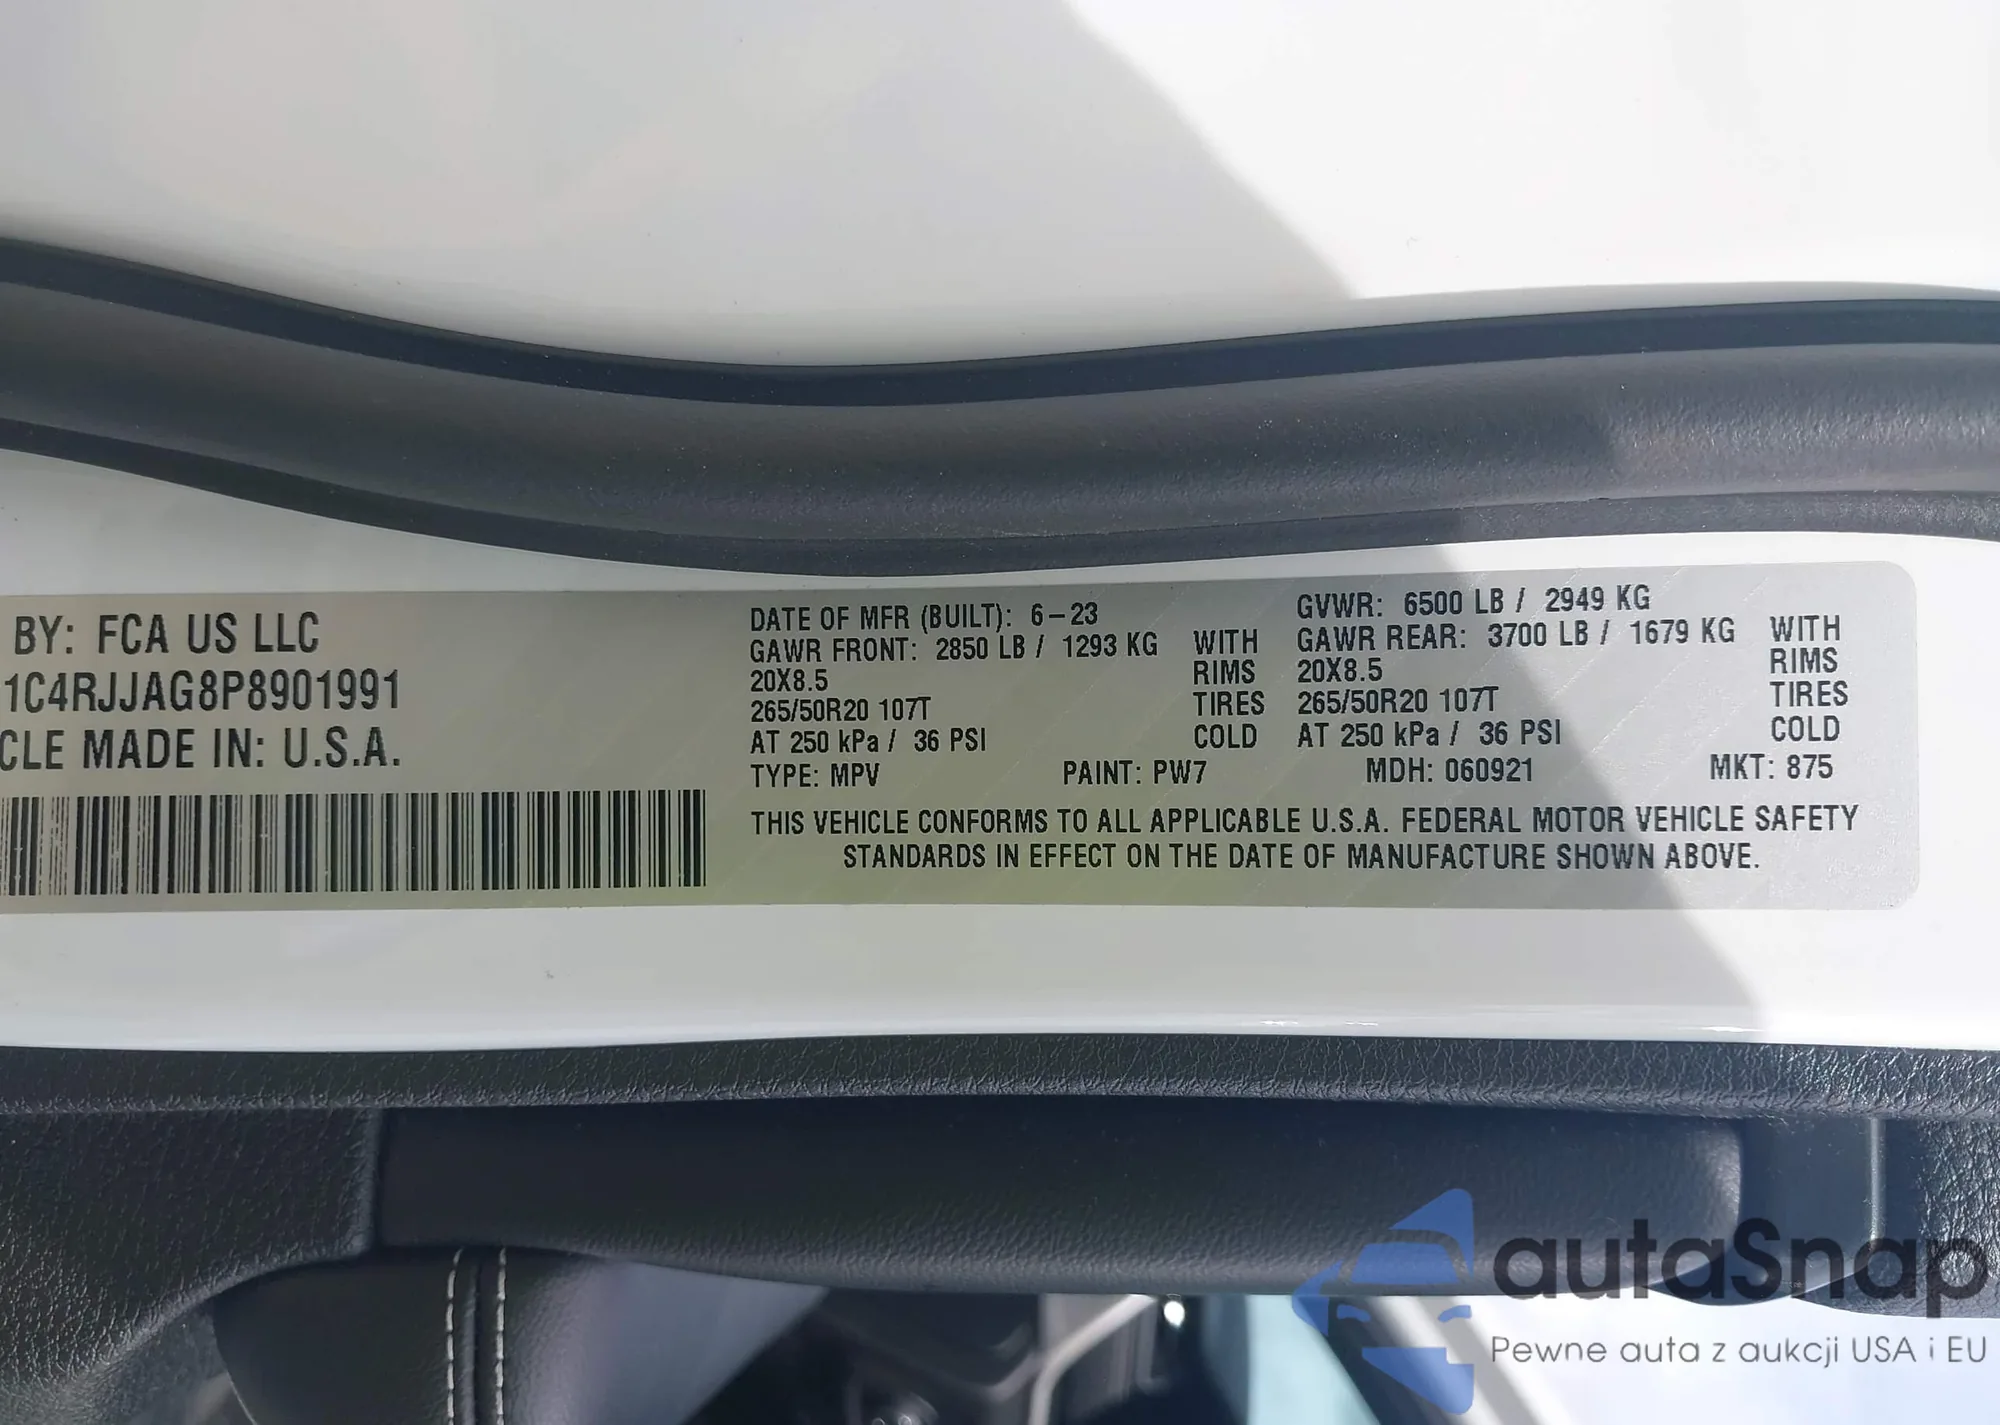 BY: FCA US LLC
1C4RJJAG8P8901991
CLE MADE IN: U.S.A.
DATE OF MFR (BUILT): 6-23 GVWR: 6500 LB / 2949 KG
GAWR FRONT: 2850 LB / 1293 KG WITH GAWR REAR: 3700 LB / 1679 KG WITH
20X8.5 RIMS 20X8.5 RIMS
265/50R20 107T TIRES 265/50R20 107T TIRES
AT 250 kPa / 36 PSI COLD AT 250 kPa / 36 PSI COLD
TYPE: MPV PAINT: PW7 MDH: 060921 MKT: 875
THIS VEHICLE CONFORMS TO ALL APPLICABLE U.S.A. FEDERAL MOTOR VEHICLE SAFETY
STANDARDS IN EFFECT ON THE DATE OF MANUFACTURE SHOWN ABOVE.
autaSnap
Pewne auta z aukcji USA i EU